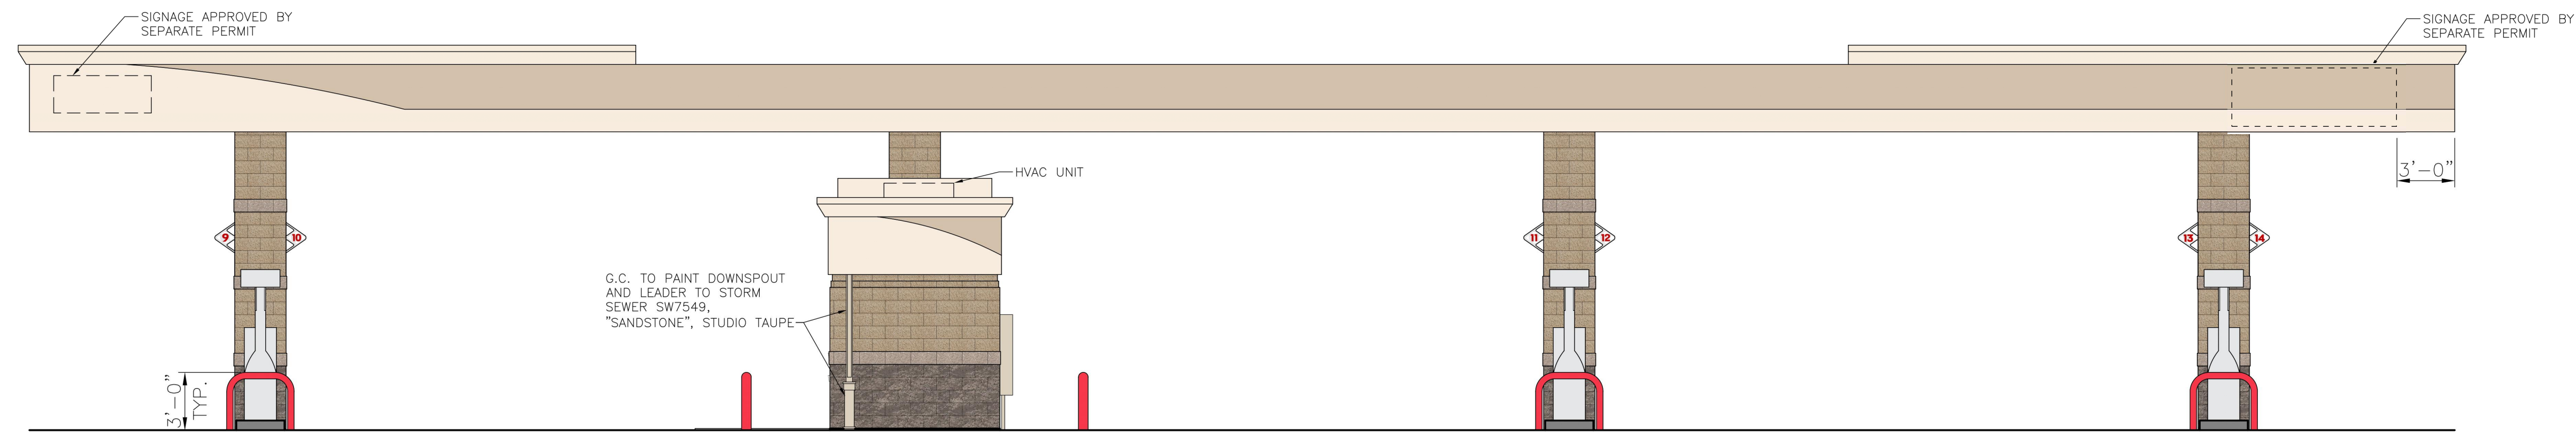 SIGNAGE APPROVED BY
SEPARATE PERMIT
SIGNAGE APPROVED BY
SEPARATE PERMIT
HVAC UNIT
3'-0"
9
10
11
12
13
14
G.C. TO PAINT DOWNSPOUT
AND LEADER TO STORM
SEWER SW7549,
"SANDSTONE", STUDIO TAUPE
3'-0"
TYP.